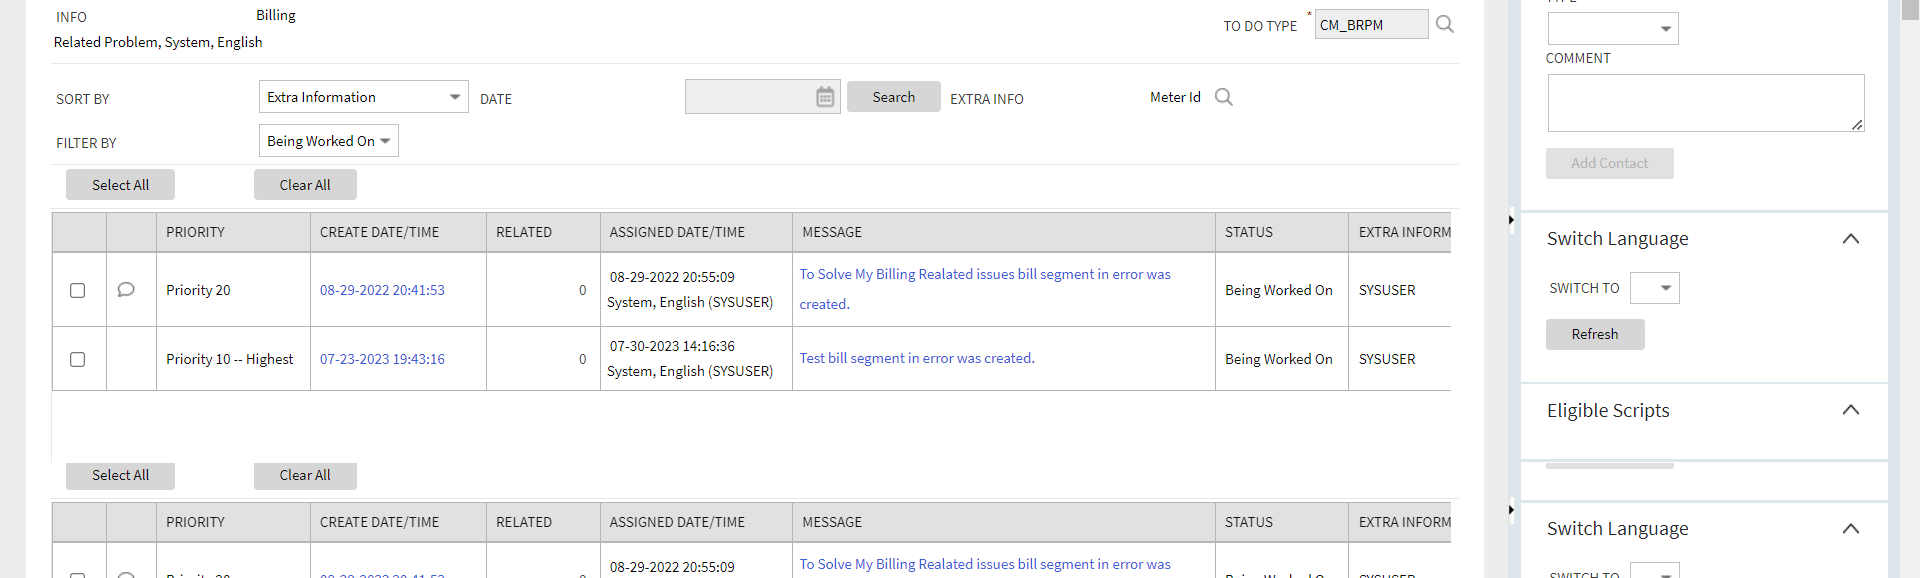 INFO Billing
Related Problem, System, English
TO DO TYPE * CM_BRPM
SORT BY Extra Information DATE Search EXTRA INFO Meter Id
FILTER BY Being Worked On
Select All Clear All
PRIORITY CREATE DATE/TIME RELATED ASSIGNED DATE/TIME MESSAGE STATUS EXTRA INFORM
Priority 20 08-29-2022 20:41:53 0 08-29-2022 20:55:09
System, English (SYSUSER)
To Solve My Billing Realated issues bill segment in error was
created.
Being Worked On SYSUSER
Priority 10 -- Highest 07-23-2023 19:43:16 0 07-30-2023 14:16:36
System, English (SYSUSER)
Test bill segment in error was created.
Being Worked On SYSUSER
Select All Clear All
PRIORITY CREATE DATE/TIME RELATED ASSIGNED DATE/TIME MESSAGE STATUS EXTRA INFORM
08-29-2022 20:55:09
To Solve My Billing Realated issues bill segment in error was
COMMENT
Add Contact
Switch Language
SWITCH TO
Refresh
Eligible Scripts
Switch Language
SWITCH TO